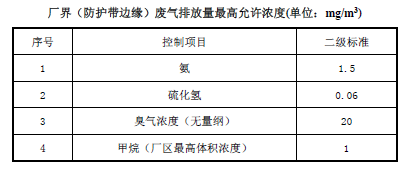 厂界（防护带边缘）废气排放量最高允许浓度(单位：mg/m³)
序号 控制项目 二级标准
1 氨 1.5
2 硫化氢 0.06
3 臭气浓度（无量纲） 20
4 甲烷（厂区最高体积浓度） 1